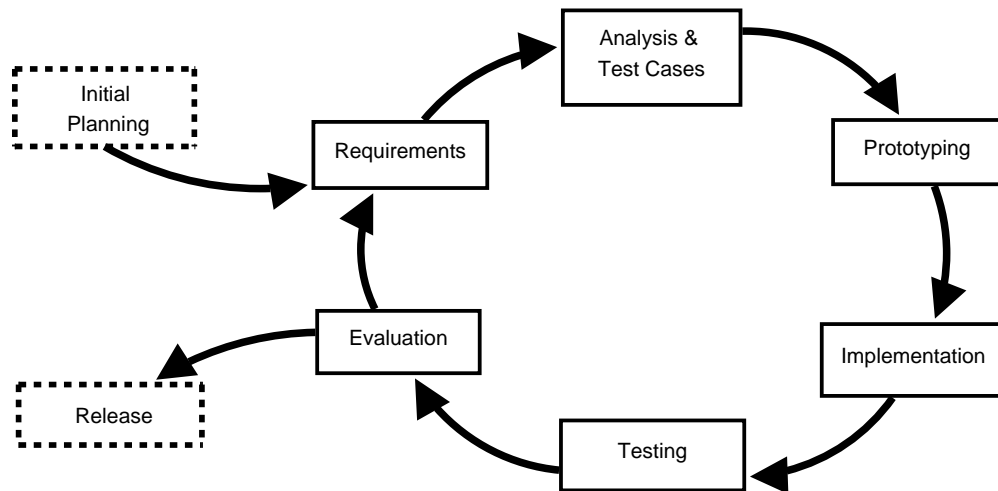 Initial
Planning
Requirements
Analysis &
Test Cases
Prototyping
Implementation
Testing
Evaluation
Release